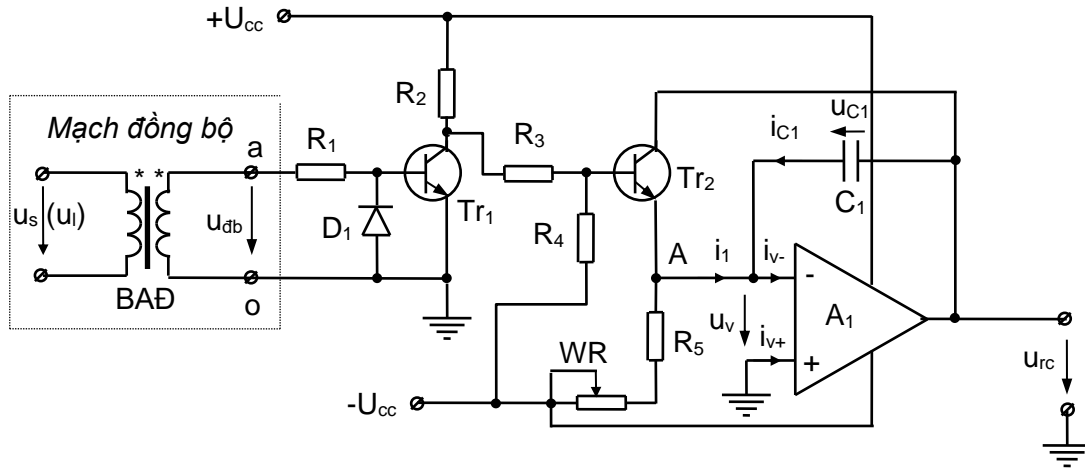 +Ucc
Mạch đồng bộ
us (ul)
* *
BAĐ
a
uđb
o
R1
D1
R2
Tr1
R3
R4
Tr2
A
i1
iv-
iC1
uC1
C1
uv
iv+
-
+
A1
R5
WR
-Ucc
urc